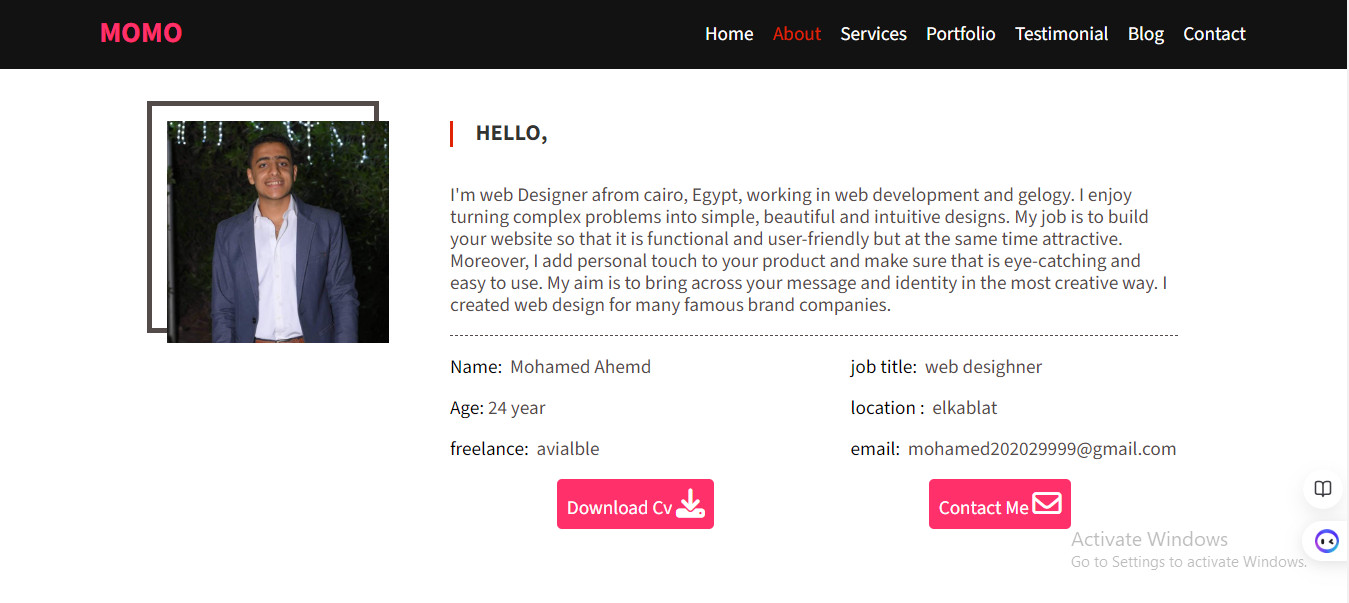 MOMO
Home About Services Portfolio Testimonial Blog Contact
HELLO,
I'm web Designer afrom cairo, Egypt, working in web development and gelogy. I enjoy
turning complex problems into simple, beautiful and intuitive designs. My job is to build
your website so that it is functional and user-friendly but at the same time attractive.
Moreover, I add personal touch to your product and make sure that is eye-catching and
easy to use. My aim is to bring across your message and identity in the most creative way. I
created web design for many famous brand companies.
Name: Mohamed Ahemd
job title: web desighner
Age: 24 year
location : elkablat
freelance: avialble
email: mohamed202029999@gmail.com
Download Cv
Contact Me
Activate Windows
Go to Settings to activate Windows.